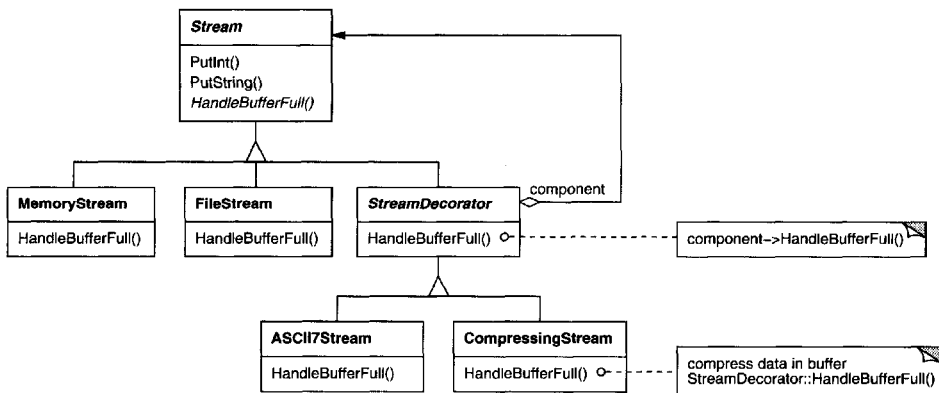 Stream
PutInt()
PutString()
HandleBufferFull()
component
MemoryStream
HandleBufferFull()
FileStream
HandleBufferFull()
StreamDecorator
HandleBufferFull()
component->HandleBufferFull()
ASCII7Stream
HandleBufferFull()
CompressingStream
HandleBufferFull()
compress data in buffer
StreamDecorator::HandleBufferFull()